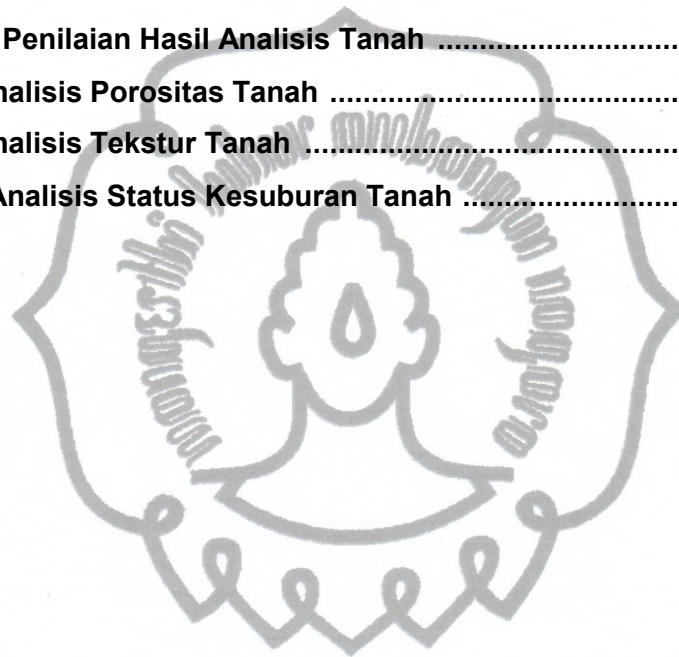 Penilaian Hasil Analisis Tanah .............................
nalisis Porositas Tanah ..........................................
nalisis Tekstur Tanah .............................................
Analisis Status Kesuburan Tanah ..........................